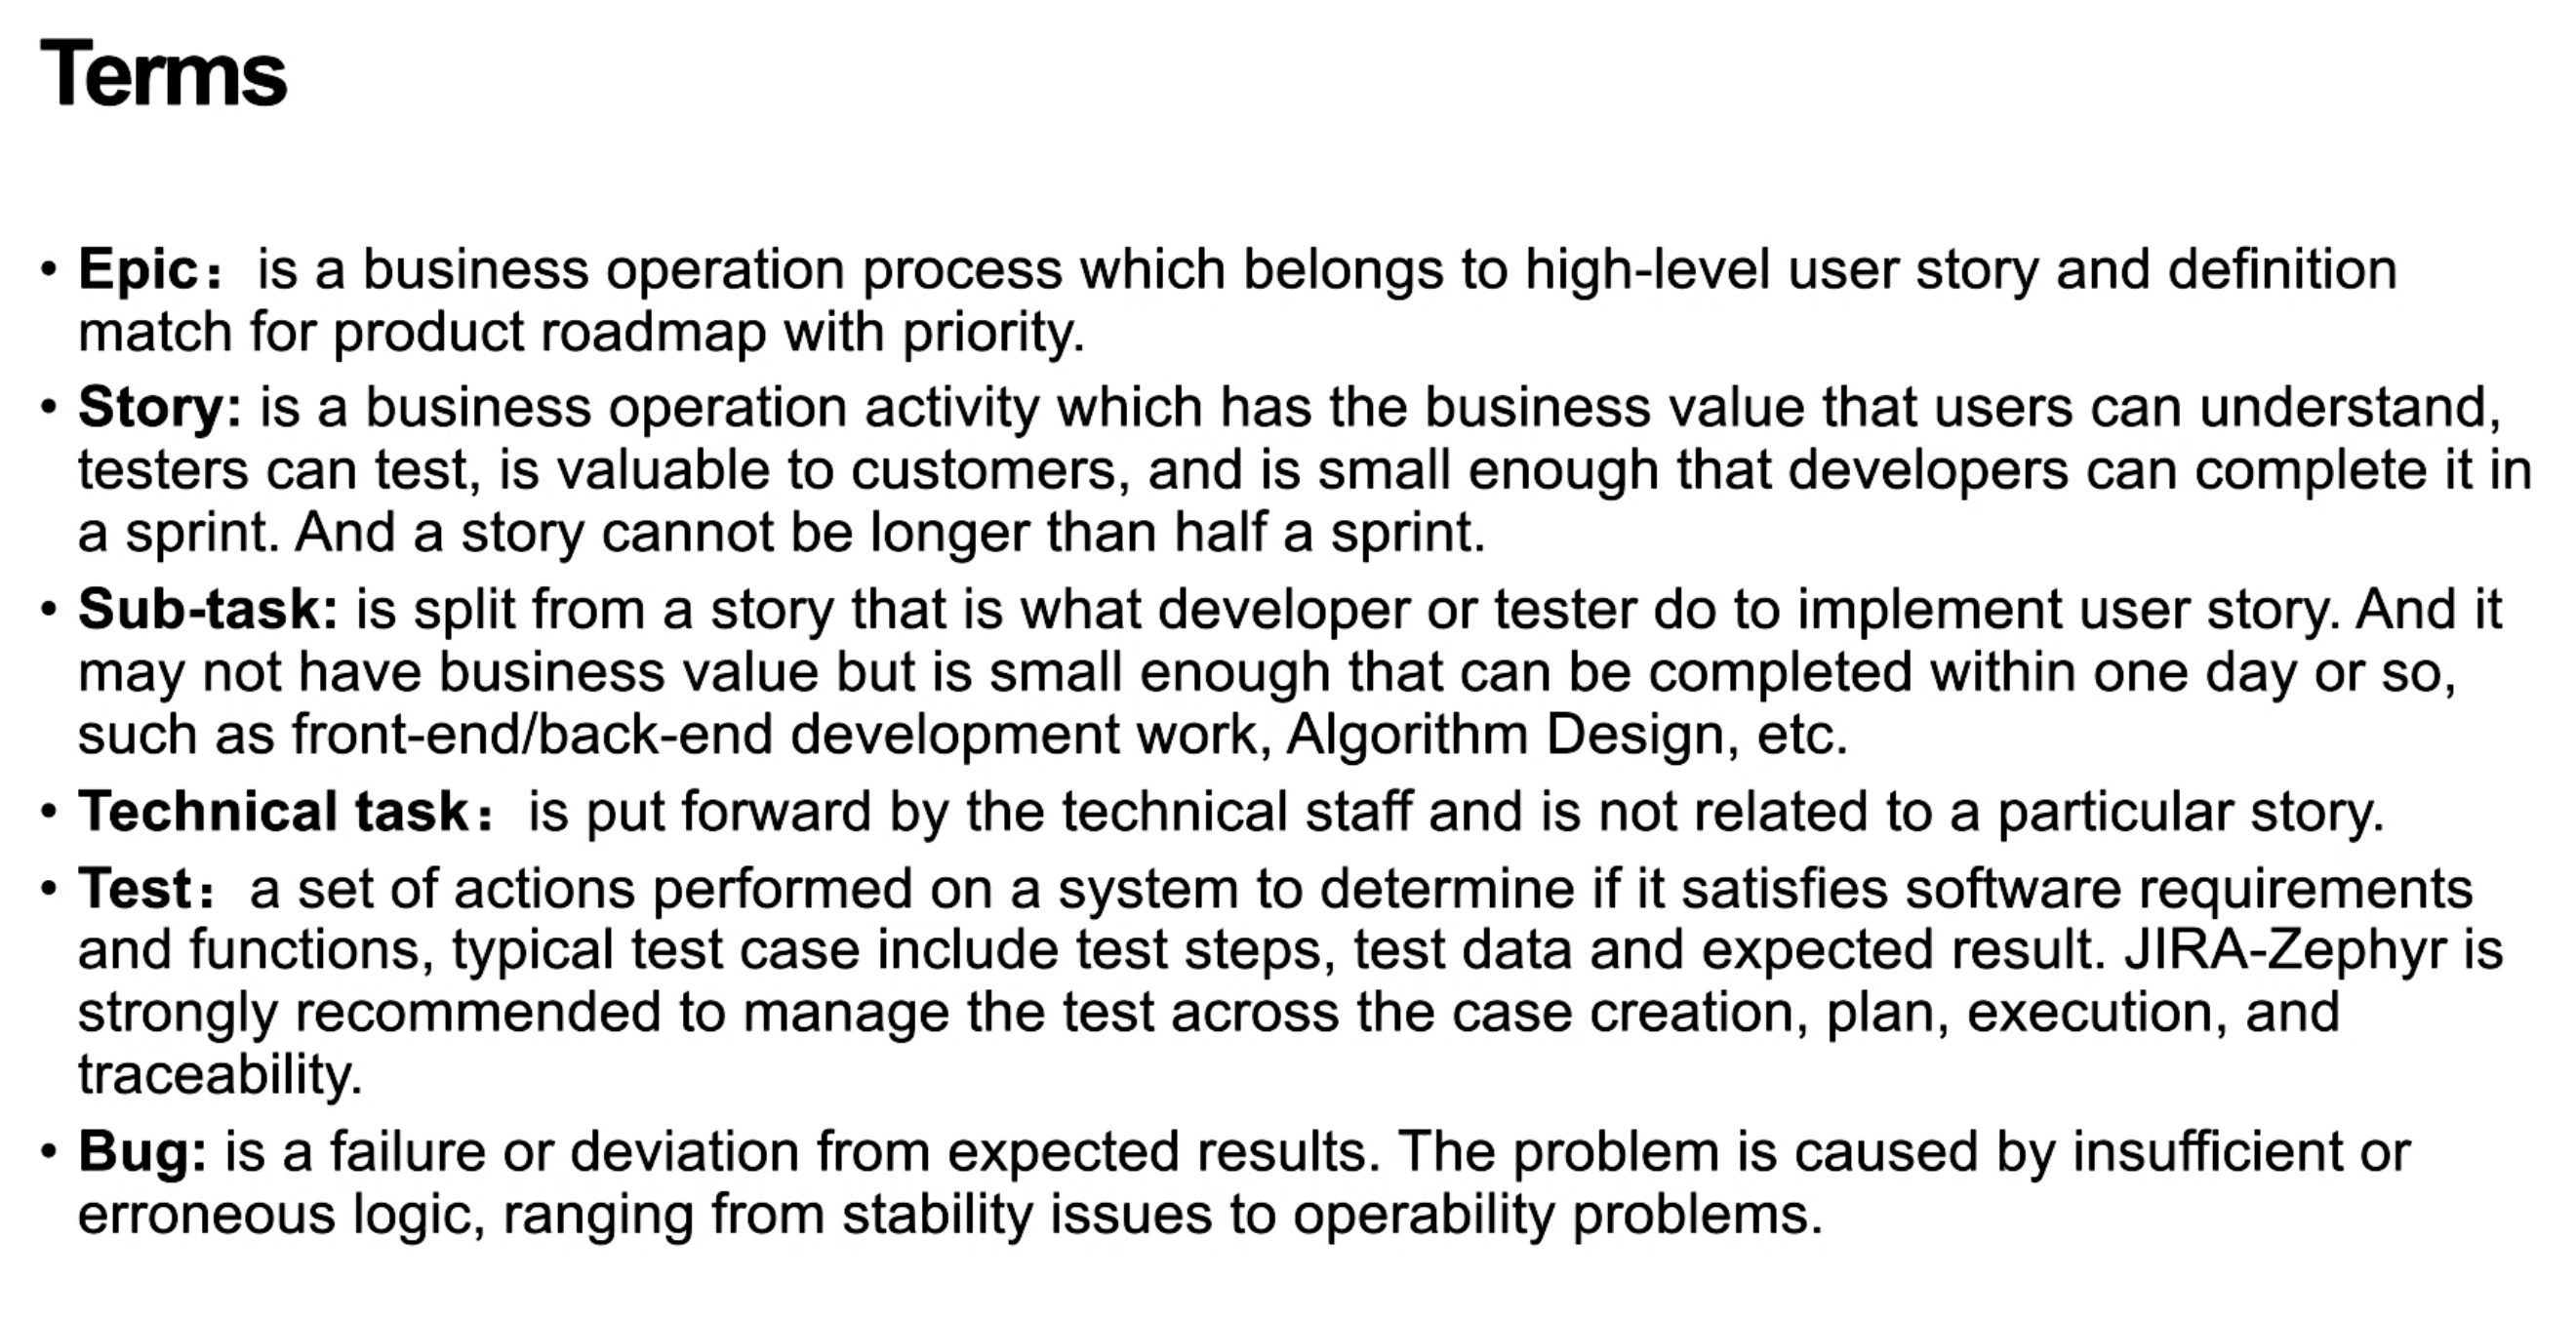 Terms
• Epic： is a business operation process which belongs to high-level user story and definition
match for product roadmap with priority.
• Story: is a business operation activity which has the business value that users can understand,
testers can test, is valuable to customers, and is small enough that developers can complete it in
a sprint. And a story cannot be longer than half a sprint.
• Sub-task: is split from a story that is what developer or tester do to implement user story. And it
may not have business value but is small enough that can be completed within one day or so,
such as front-end/back-end development work, Algorithm Design, etc.
• Technical task： is put forward by the technical staff and is not related to a particular story.
• Test： a set of actions performed on a system to determine if it satisfies software requirements
and functions, typical test case include test steps, test data and expected result. JIRA-Zephyr is
strongly recommended to manage the test across the case creation, plan, execution, and
traceability.
• Bug: is a failure or deviation from expected results. The problem is caused by insufficient or
erroneous logic, ranging from stability issues to operability problems.